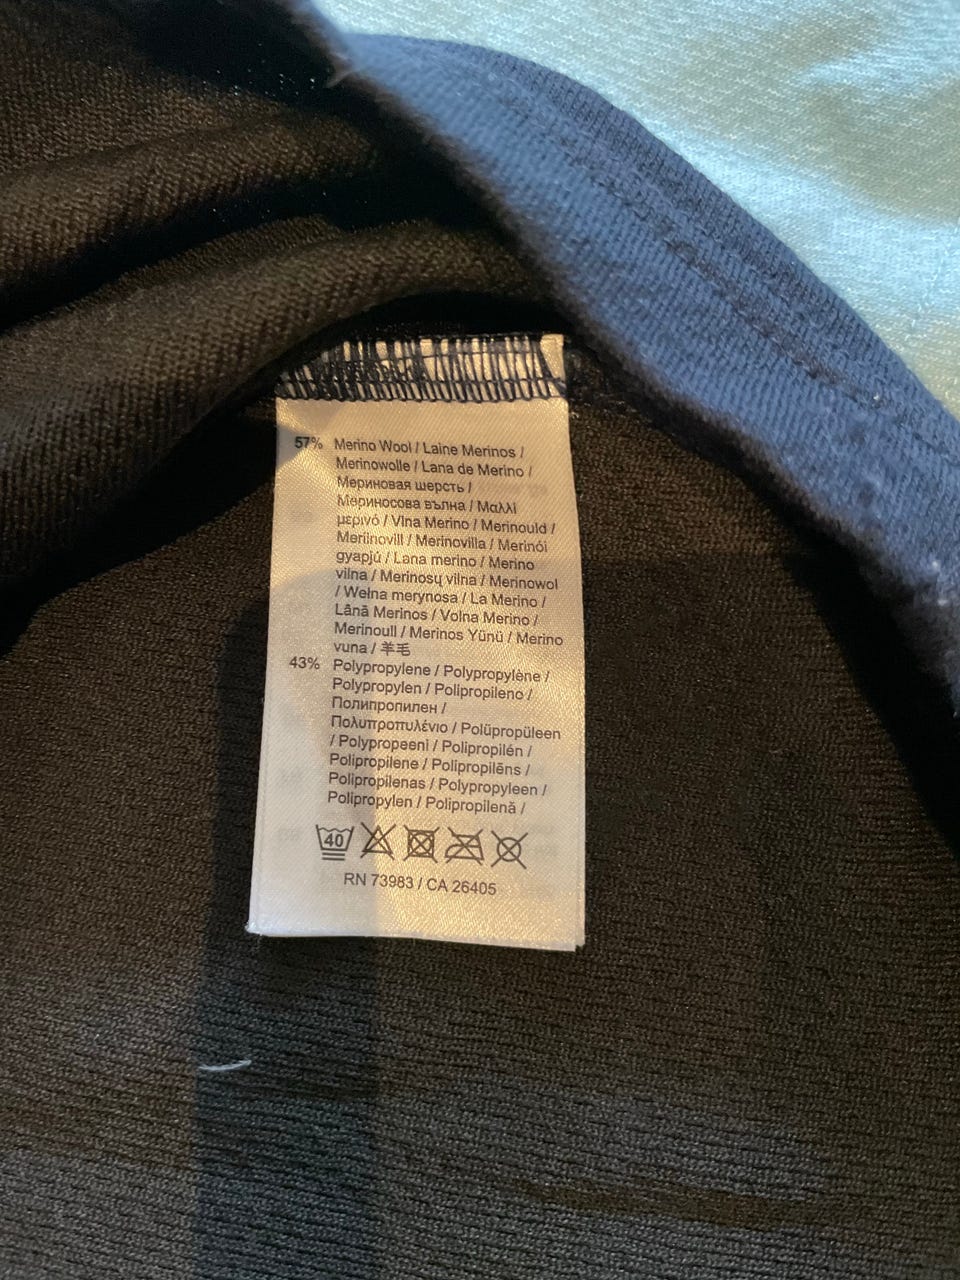 57% Merino Wool / Laine Merinos /
Merinowolle / Lana de Merino /
Мериновая шерсть /
Мериносова вълна / Μαλλί
μερινό / Vlna Merino / Merinould /
Meriinovill / Merinovilla / Merinói
gyapjú / Lana merino / Merino
vilna / Merinosų vilna / Merinowol
/ Wełna merynosa / La Merino /
Lână Merinos / Volna Merino /
Merinoull / Merinos Yünü / Merino
vuna / 羊毛
43% Polypropylene / Polypropylène /
Polypropylen / Polipropileno /
Полипропилен /
Πολυπροπυλένιο / Polüpropüleen
/ Polypropeeni / Polipropilén /
Polipropilene / Polipropilēns /
Polipropilenas / Polypropyleen /
Polipropylen / Polipropilenă /
40
RN 73983 / CA 26405